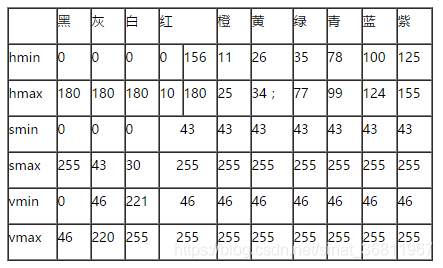 黑 灰 白 红 橙 黄 绿 青 蓝 紫
hmin 0 0 0 0 156 11 26 35 78 100 125
hmax 180 180 180 10 180 25 34； 77 99 124 155
smin 0 0 0 43 43 43 43 43 43 43
smax 255 43 30 255 255 255 255 255 255 255
vmin 0 46 221 46 46 46 46 46 46 46
vmax 46 220 255 255 255 255 255 255 255 255